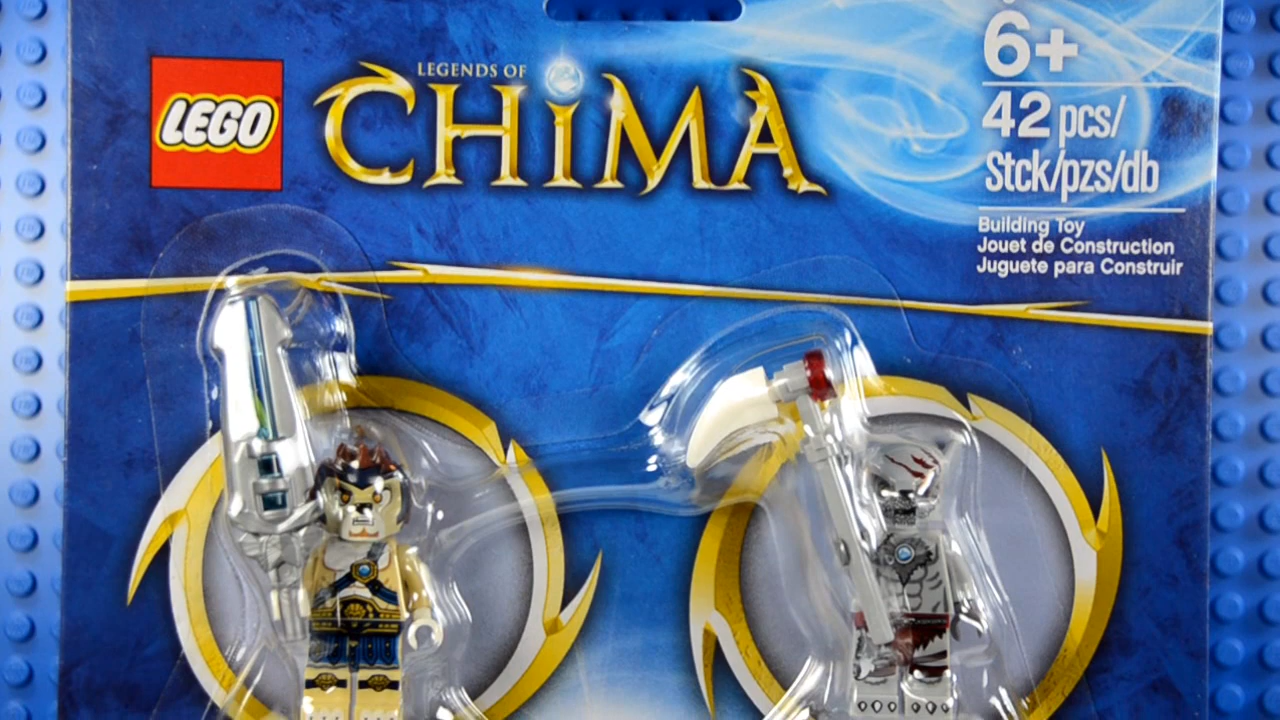 LEGO
LEGENDS OF
CHiMA
6+
42 pcs/
Stck/pzs/db
Building Toy
Jouet de Construction
Juguete para Construir